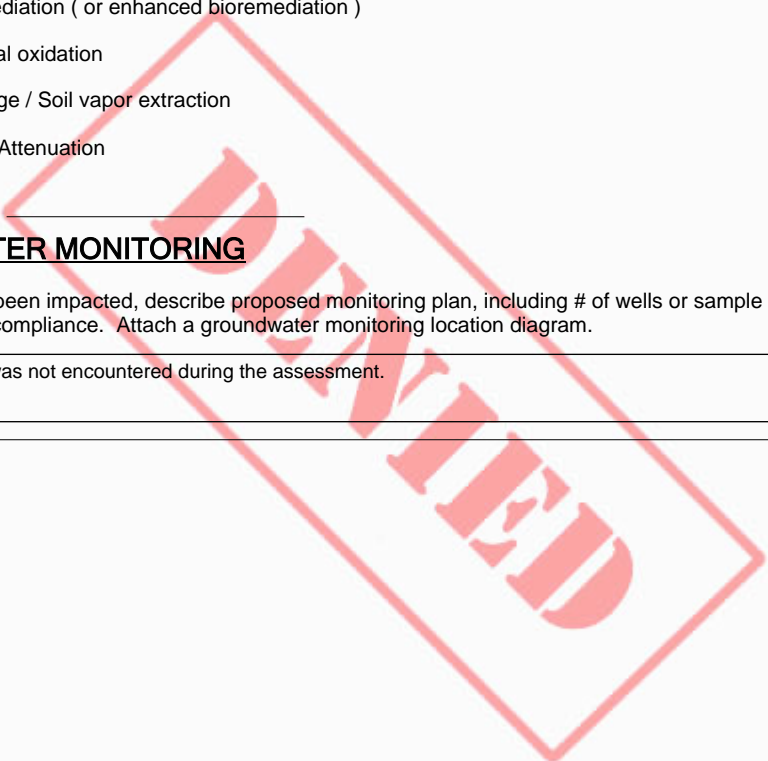 ediation ( or enhanced bioremediation )
al oxidation
ge / Soil vapor extraction
Attenuation
TER MONITORING
been impacted, describe proposed monitoring plan, including # of wells or sample
compliance. Attach a groundwater monitoring location diagram.
was not encountered during the assessment.
DENIED